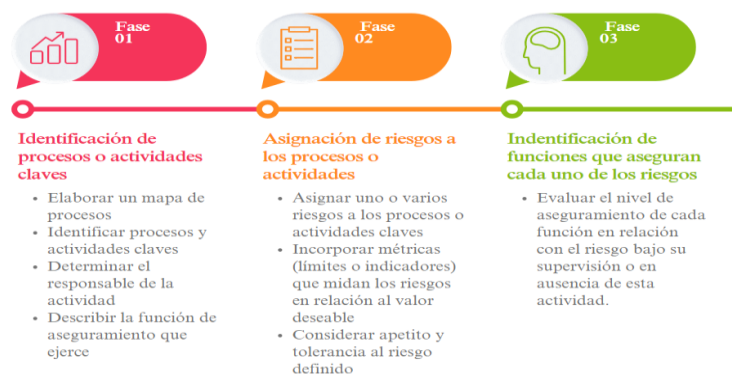 Fase
01
Fase
02
Fase
03
Identificación de
procesos o actividades
claves
• Elaborar un mapa de
procesos
• Identificar procesos y
actividades claves
• Determinar el
responsable de la
actividad
• Describir la función de
aseguramiento que
ejerce
Asignación de riesgos a
los procesos o
actividades
• Asignar uno o varios
riesgos a los procesos o
actividades claves
• Incorporar métricas
(límites o indicadores)
que midan los riesgos
en relación al valor
deseable
• Considerar apetito y
tolerancia al riesgo
definido
Indentificación de
funciones que aseguran
cada uno de los riesgos
• Evaluar el nivel de
aseguramiento de cada
función en relación
con el riesgo bajo su
supervisión o en
ausencia de esta
actividad.